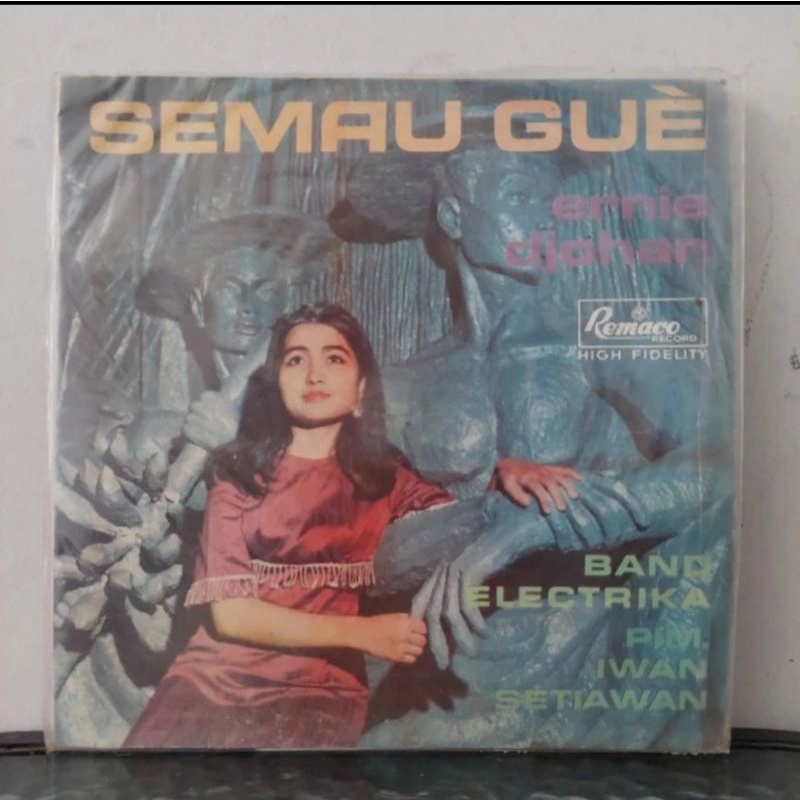 SEMAU GUÈ
ernie
djohan
Remaco
RECORD
HIGH FIDELITY
BAND
ELECTRIKA
PIM.
IWAN
SETIAWAN